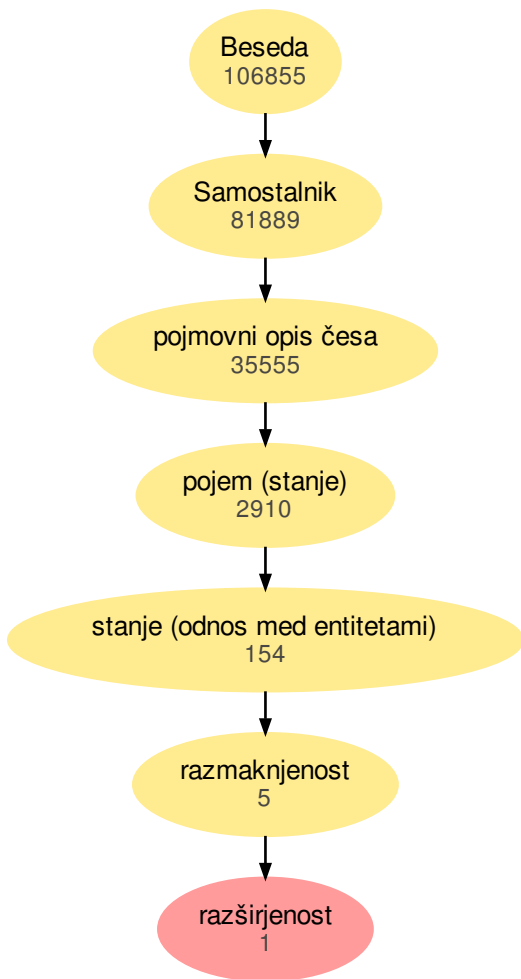 Beseda
106855
Samostalnik
81889
pojmovni opis česa
35555
pojem (stanje)
2910
stanje (odnos med entitetami)
154
razmaknjenost
5
razširjenost
1